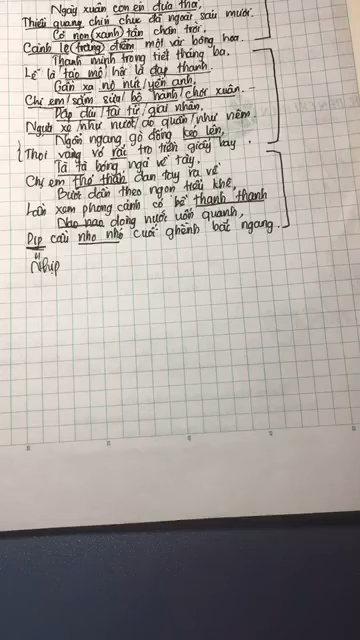 Ngày xuân con én đưa thoi,
Thiều quang chín chục đã ngoài sáu mươi.
Cỏ non (xanh) tận chân trời,
Cành lê (trắng) điểm một vài bông hoa.
Thanh minh trong tiết tháng ba,
Lễ là tảo mộ / hội là đạp thanh.
Gần xa nô nức / yến anh,
Chị em / sắm sửa / bộ hành / chơi xuân.
Dập dìu / tài tử / giai nhân,
Ngựa xe / như nước / áo quần / như nêm.
Ngổn ngang gò đống kéo lên,
Thoi vàng vó rắc tro tiền giấy bay.
Tà tà bóng ngả về tây,
Chị em thơ thẩn dan tay ra về
Bước dần theo ngọn tiểu khê,
Lần xem phong cảnh có bề thanh thanh
Nao nao dòng nước uốn quanh,
Dịp cầu nho nhỏ cuối ghềnh bắc ngang.
Nhịp